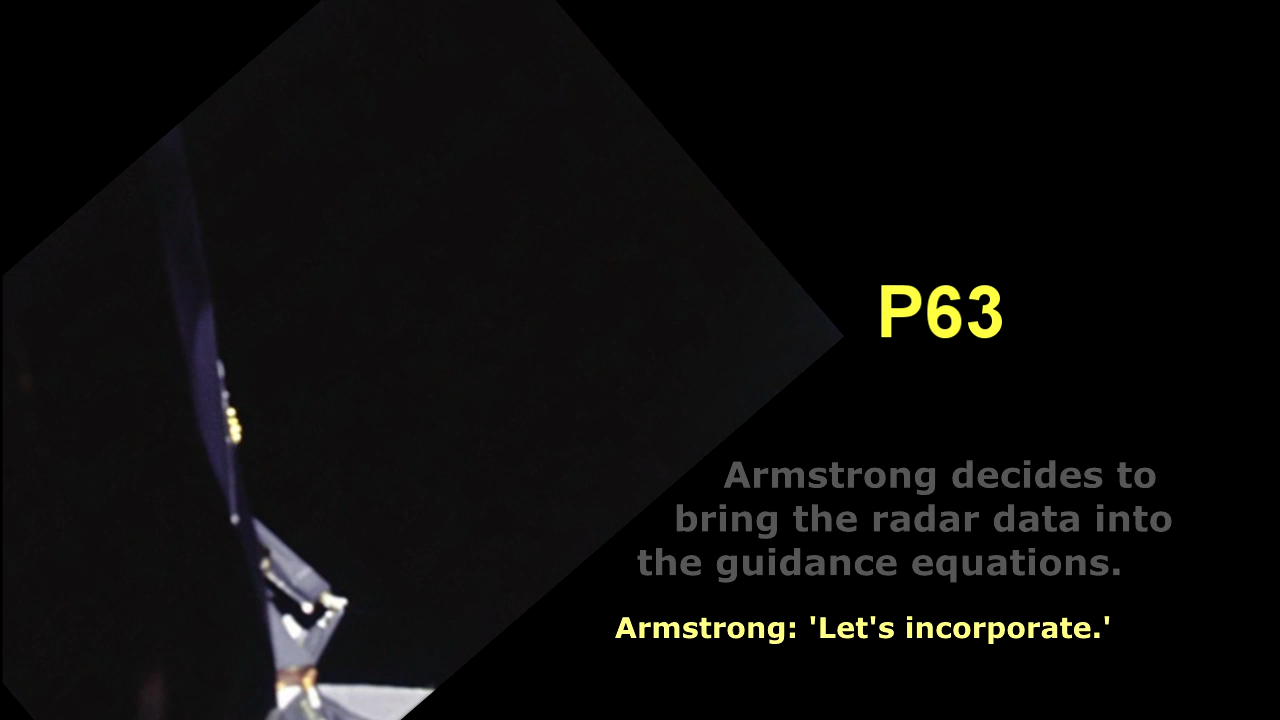 P63
Armstrong decides to
bring the radar data into
the guidance equations.
Armstrong: 'Let's incorporate.'